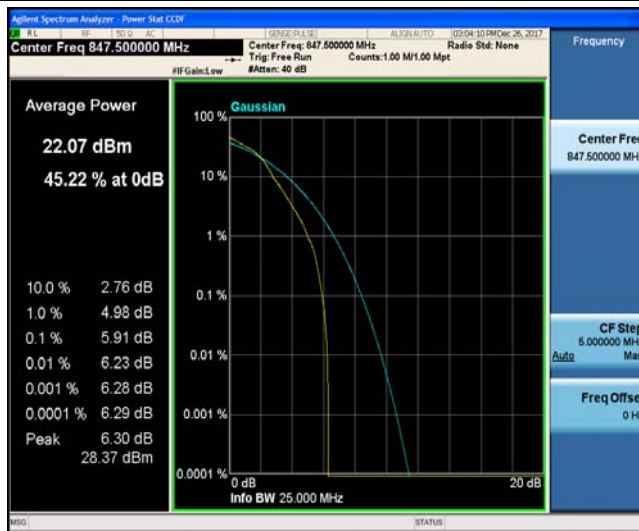 Agilent Spectrum Analyzer - Power Stat CCDF
RL RF 50 Ω AC SENSE:PULSE ALIGN AUTO 03:04:10 PM Dec 26, 2017
Center Freq 847.500000 MHz
Center Freq: 847.500000 MHz Radio Std: None
Trig: Free Run Counts:1.00 M/1.00 Mpt
#IFGain:Low #Atten: 40 dB
Frequency
Average Power
22.07 dBm
45.22 % at 0dB
10.0 % 2.76 dB
1.0 % 4.98 dB
0.1 % 5.91 dB
0.01 % 6.23 dB
0.001 % 6.28 dB
0.0001 % 6.29 dB
Peak 6.30 dB
28.37 dBm
Gaussian
100 %
10 %
1 %
0.1 %
0.01 %
0.001 %
0.0001 %
0 dB 20 dB
Info BW 25.000 MHz
Center Fre
847.500000 MH
CF Step
5.000000 MH
Auto Ma
Freq Offse
0 H
MSG STATUS